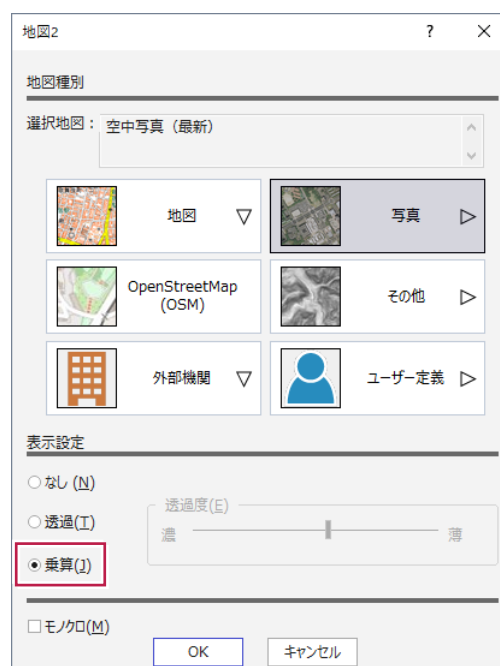 地図2 ? ×
地図種別
選択地図： 空中写真（最新）
地図 ▽ 写真 ▷
OpenStreetMap
(OSM) その他 ▷
外部機関 ▽ ユーザー定義 ▷
表示設定
なし (N)
透過度(E)
透過(T)
濃 薄
乗算(J)
モノクロ(M)
OK キャンセル